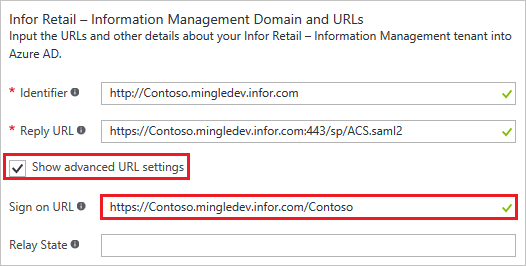 Infor Retail – Information Management Domain and URLs
Input the URLs and other details about your Infor Retail – Information Management tenant into
Azure AD.
* Identifier http://Contoso.mingledev.infor.com
* Reply URL https://Contoso.mingledev.infor.com:443/sp/ACS.saml2
Show advanced URL settings
Sign on URL https://Contoso.mingledev.infor.com/Contoso
Relay State